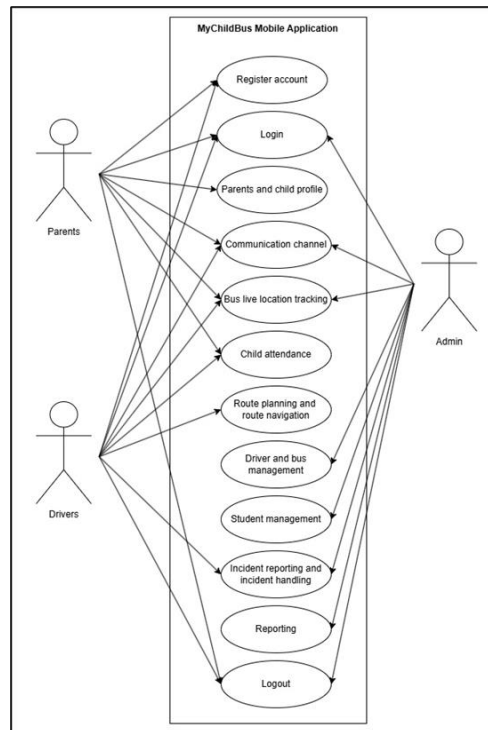 MyChildBus Mobile Application
Register account
Login
Parents and child profile
Parents
Communication channel
Bus live location tracking
Admin
Child attendance
Route planning and
route navigation
Driver and bus
management
Drivers
Student management
Incident reporting and
incident handling
Reporting
Logout